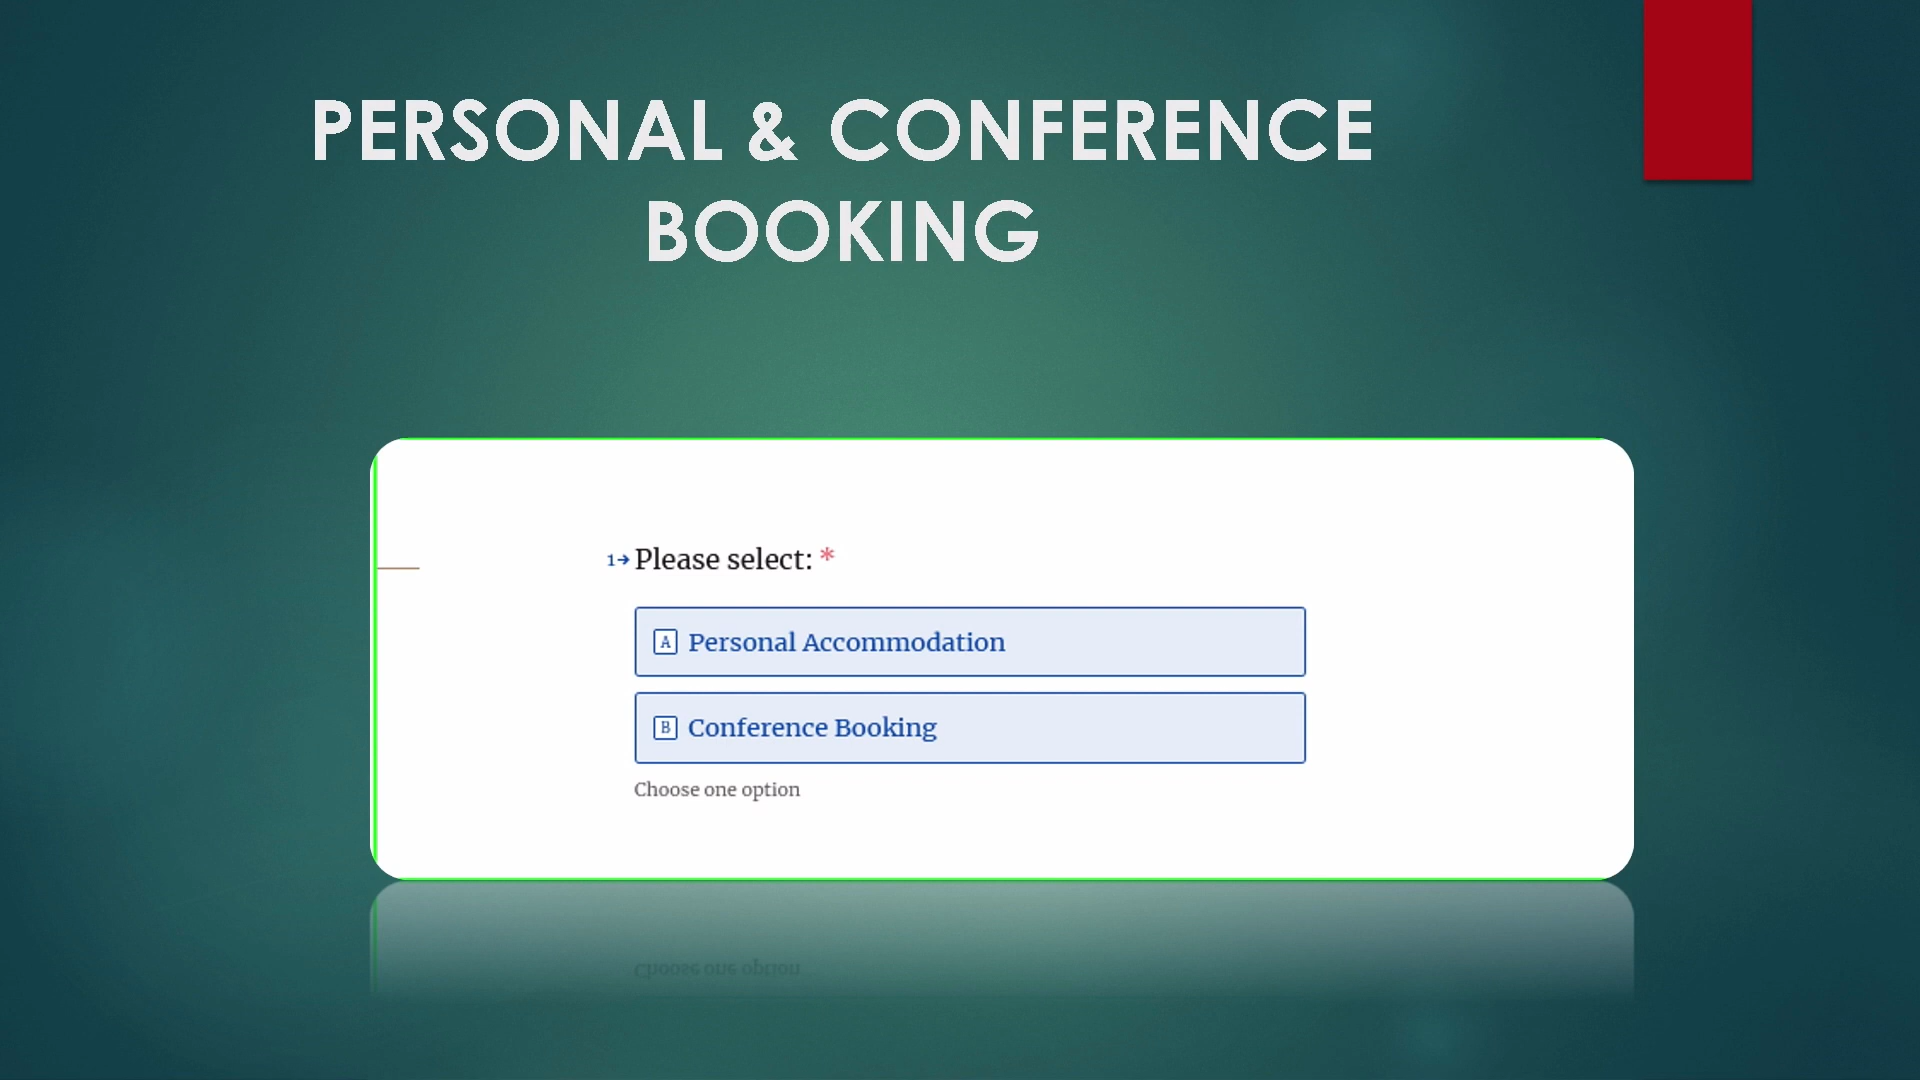 PERSONAL & CONFERENCE
BOOKING
1→ Please select: *
A Personal Accommodation
B Conference Booking
Choose one option